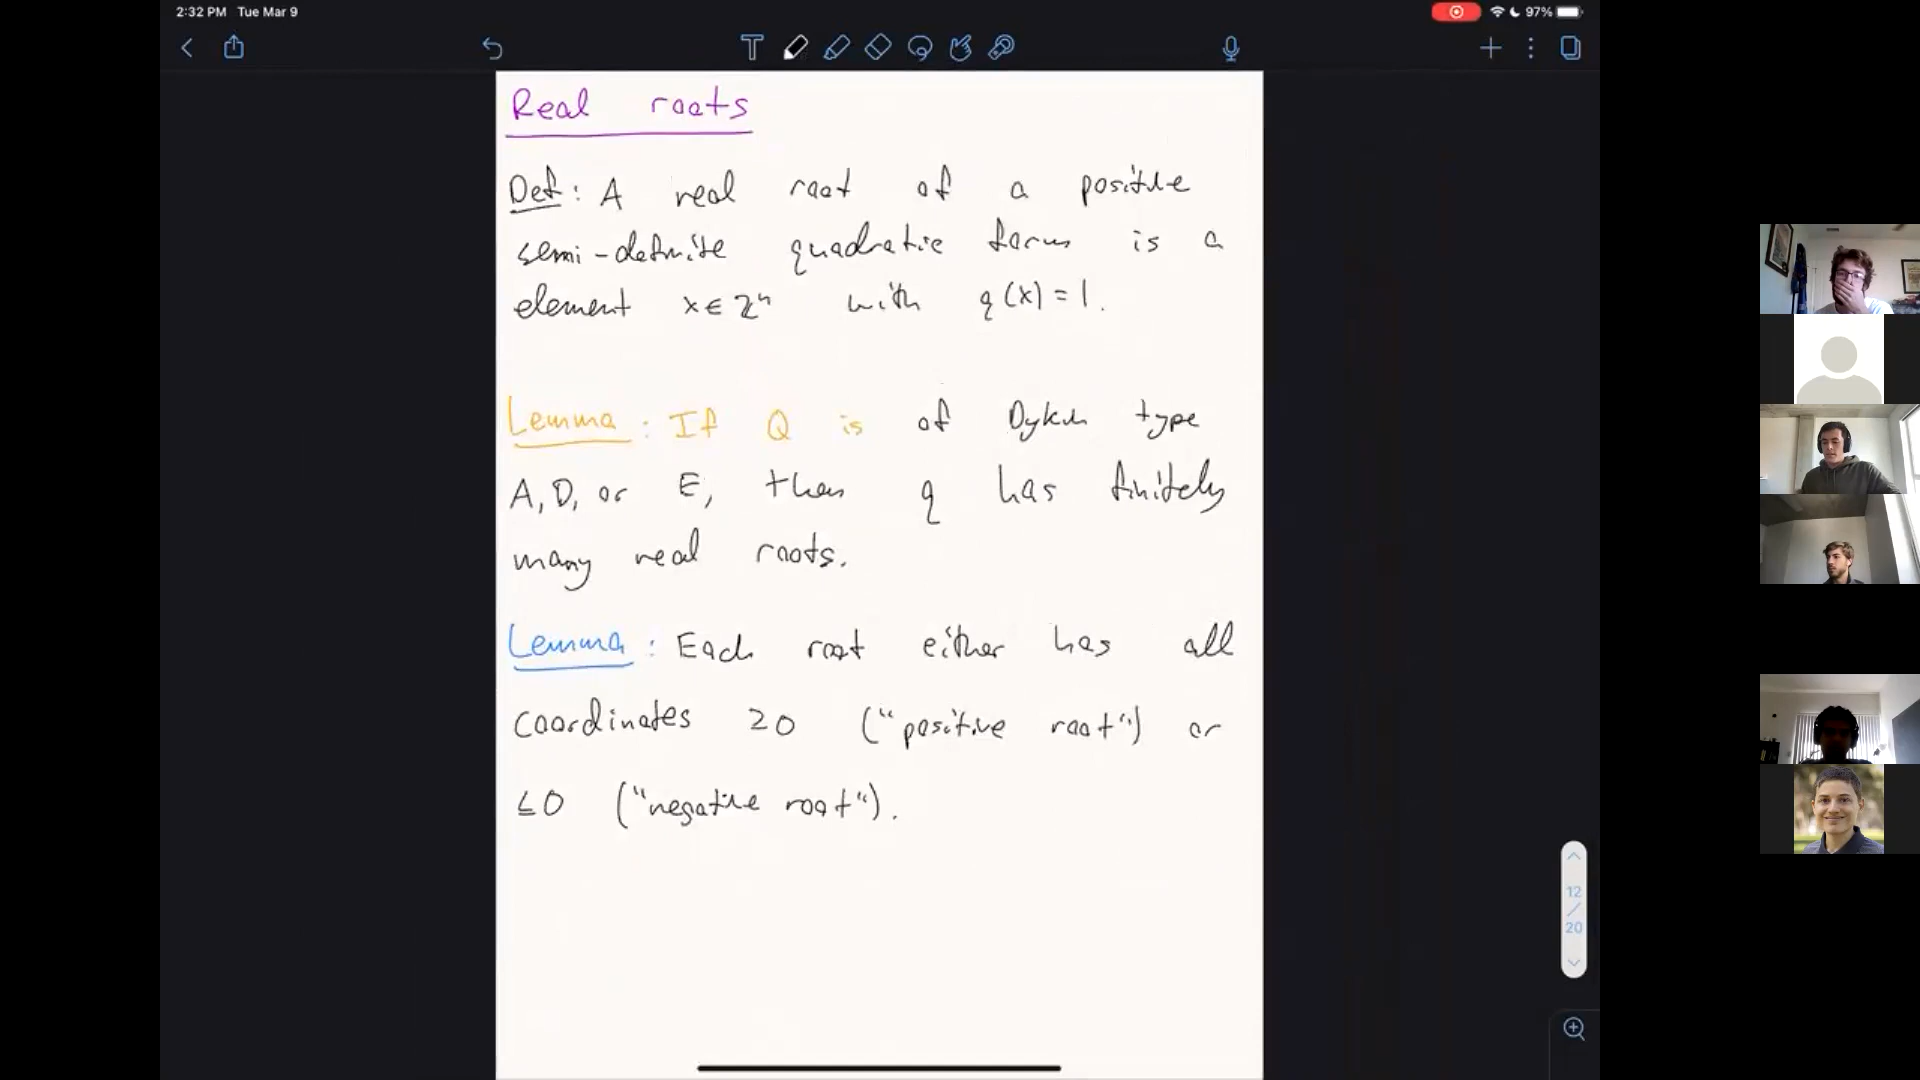 2:32 PM Tue Mar 9
97%
Real roots
Def: A real root of a positive
semi-definite quadratic form is a
element x ∈ ℤⁿ with q(x) = 1.
Lemma: If Q is of Dykin type
A, D, or E, then q has finitely
many real roots.
Lemma: Each root either has all
coordinates ≥0 ("positive root") or
≤0 ("negative root").
12
/
20